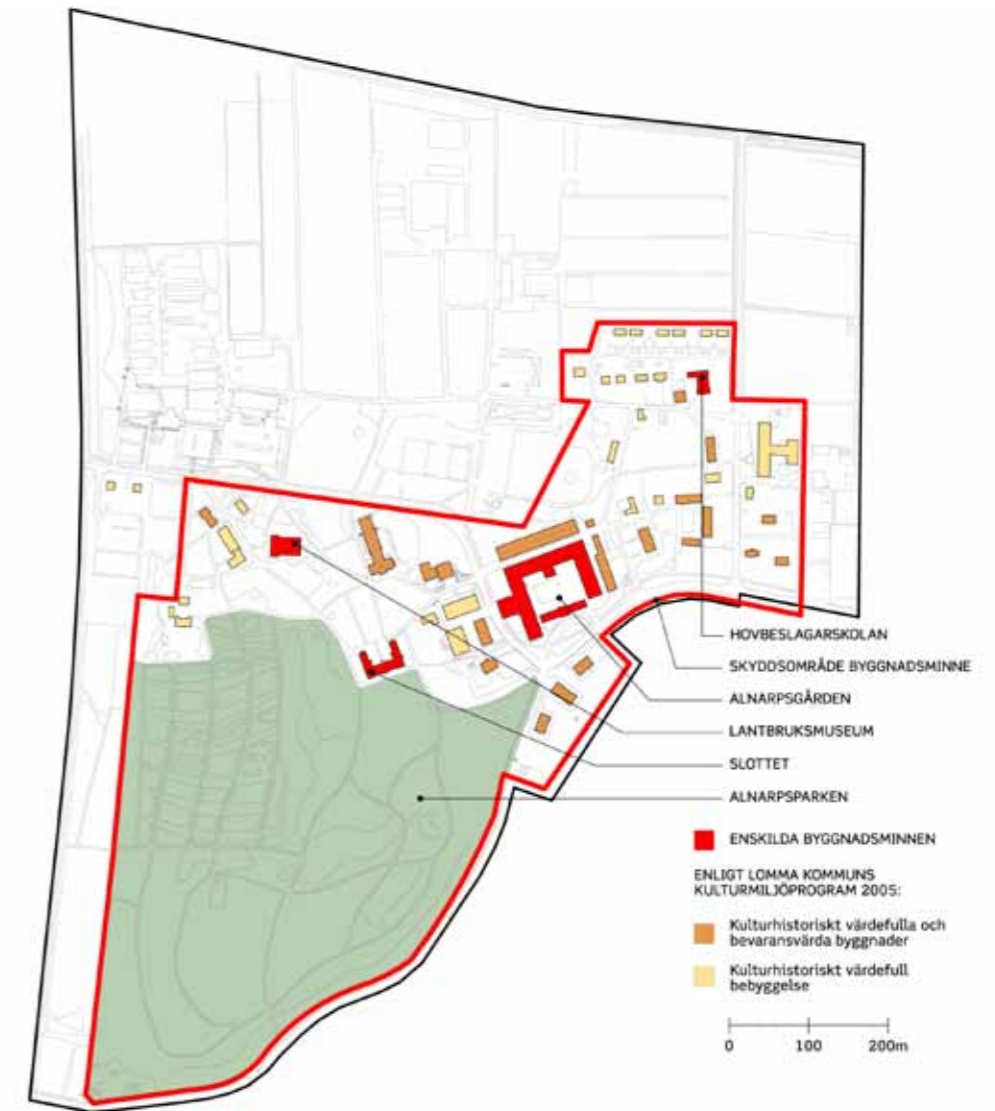 HOVBESLAGARSKOLAN
SKYDDSOMRÅDE BYGGNADSMINNE
ALNARPSGÅRDEN
LANTBRUKSMUSEUM
SLOTTET
ALNARPSPARKEN
ENSKILDA BYGGNADSMINNEN
ENLIGT LOMMA KOMMUNS
KULTURMILJÖPROGRAM 2005:
Kulturhistoriskt värdefulla och
bevaransvärda byggnader
Kulturhistoriskt värdefull
bebyggelse
0 100 200m